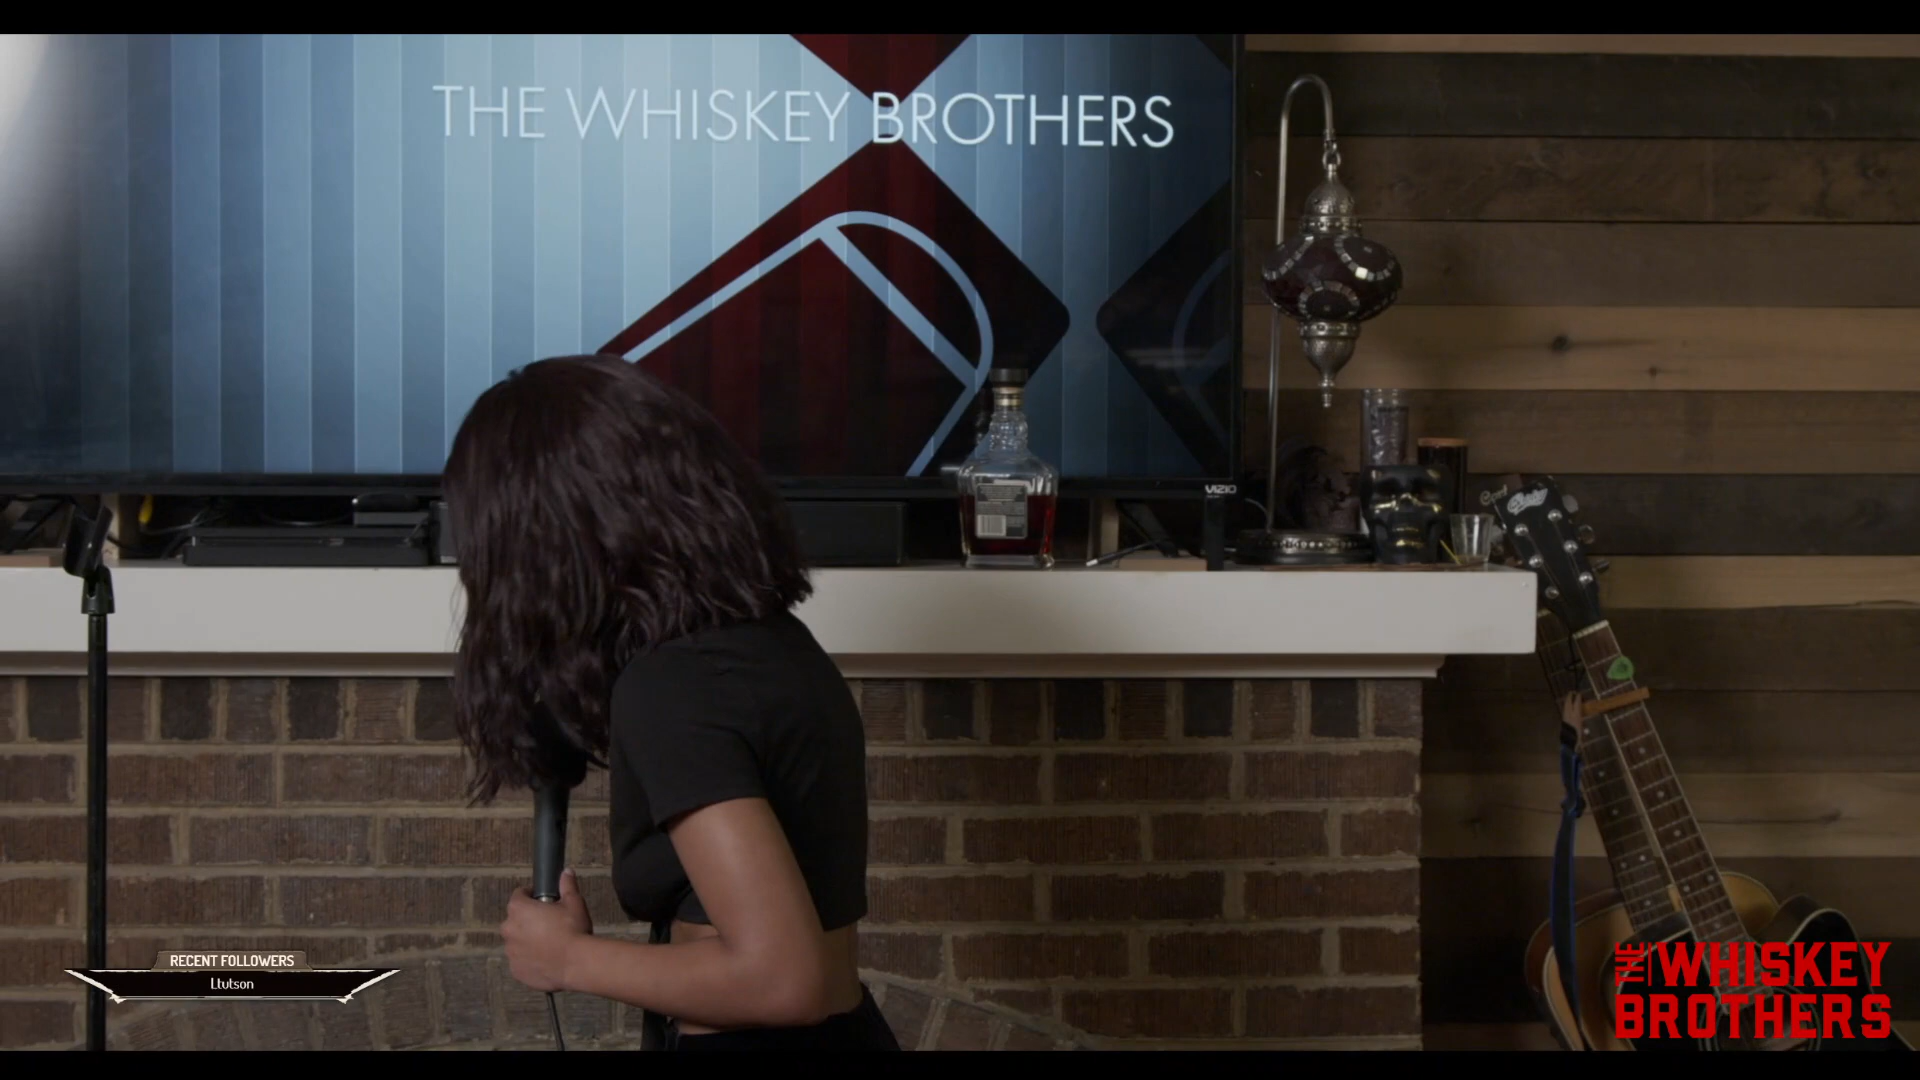 THE WHISKEY BROTHERS
VIZIO
RECENT FOLLOWERS
Ltutson
THE WHISKEY
BROTHERS